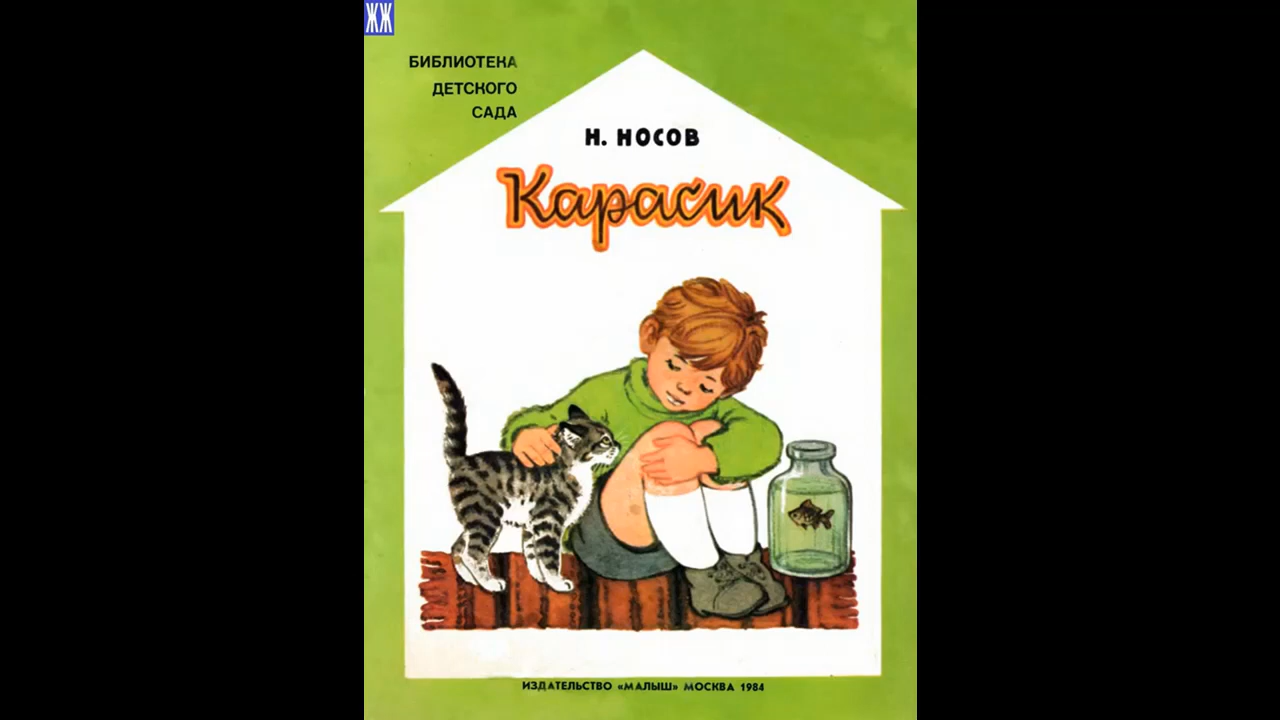 ЖЖ
БИБЛИОТЕКА
ДЕТСКОГО
САДА
Н. НОСОВ
Карасик
ИЗДАТЕЛЬСТВО «МАЛЫШ» МОСКВА 1984